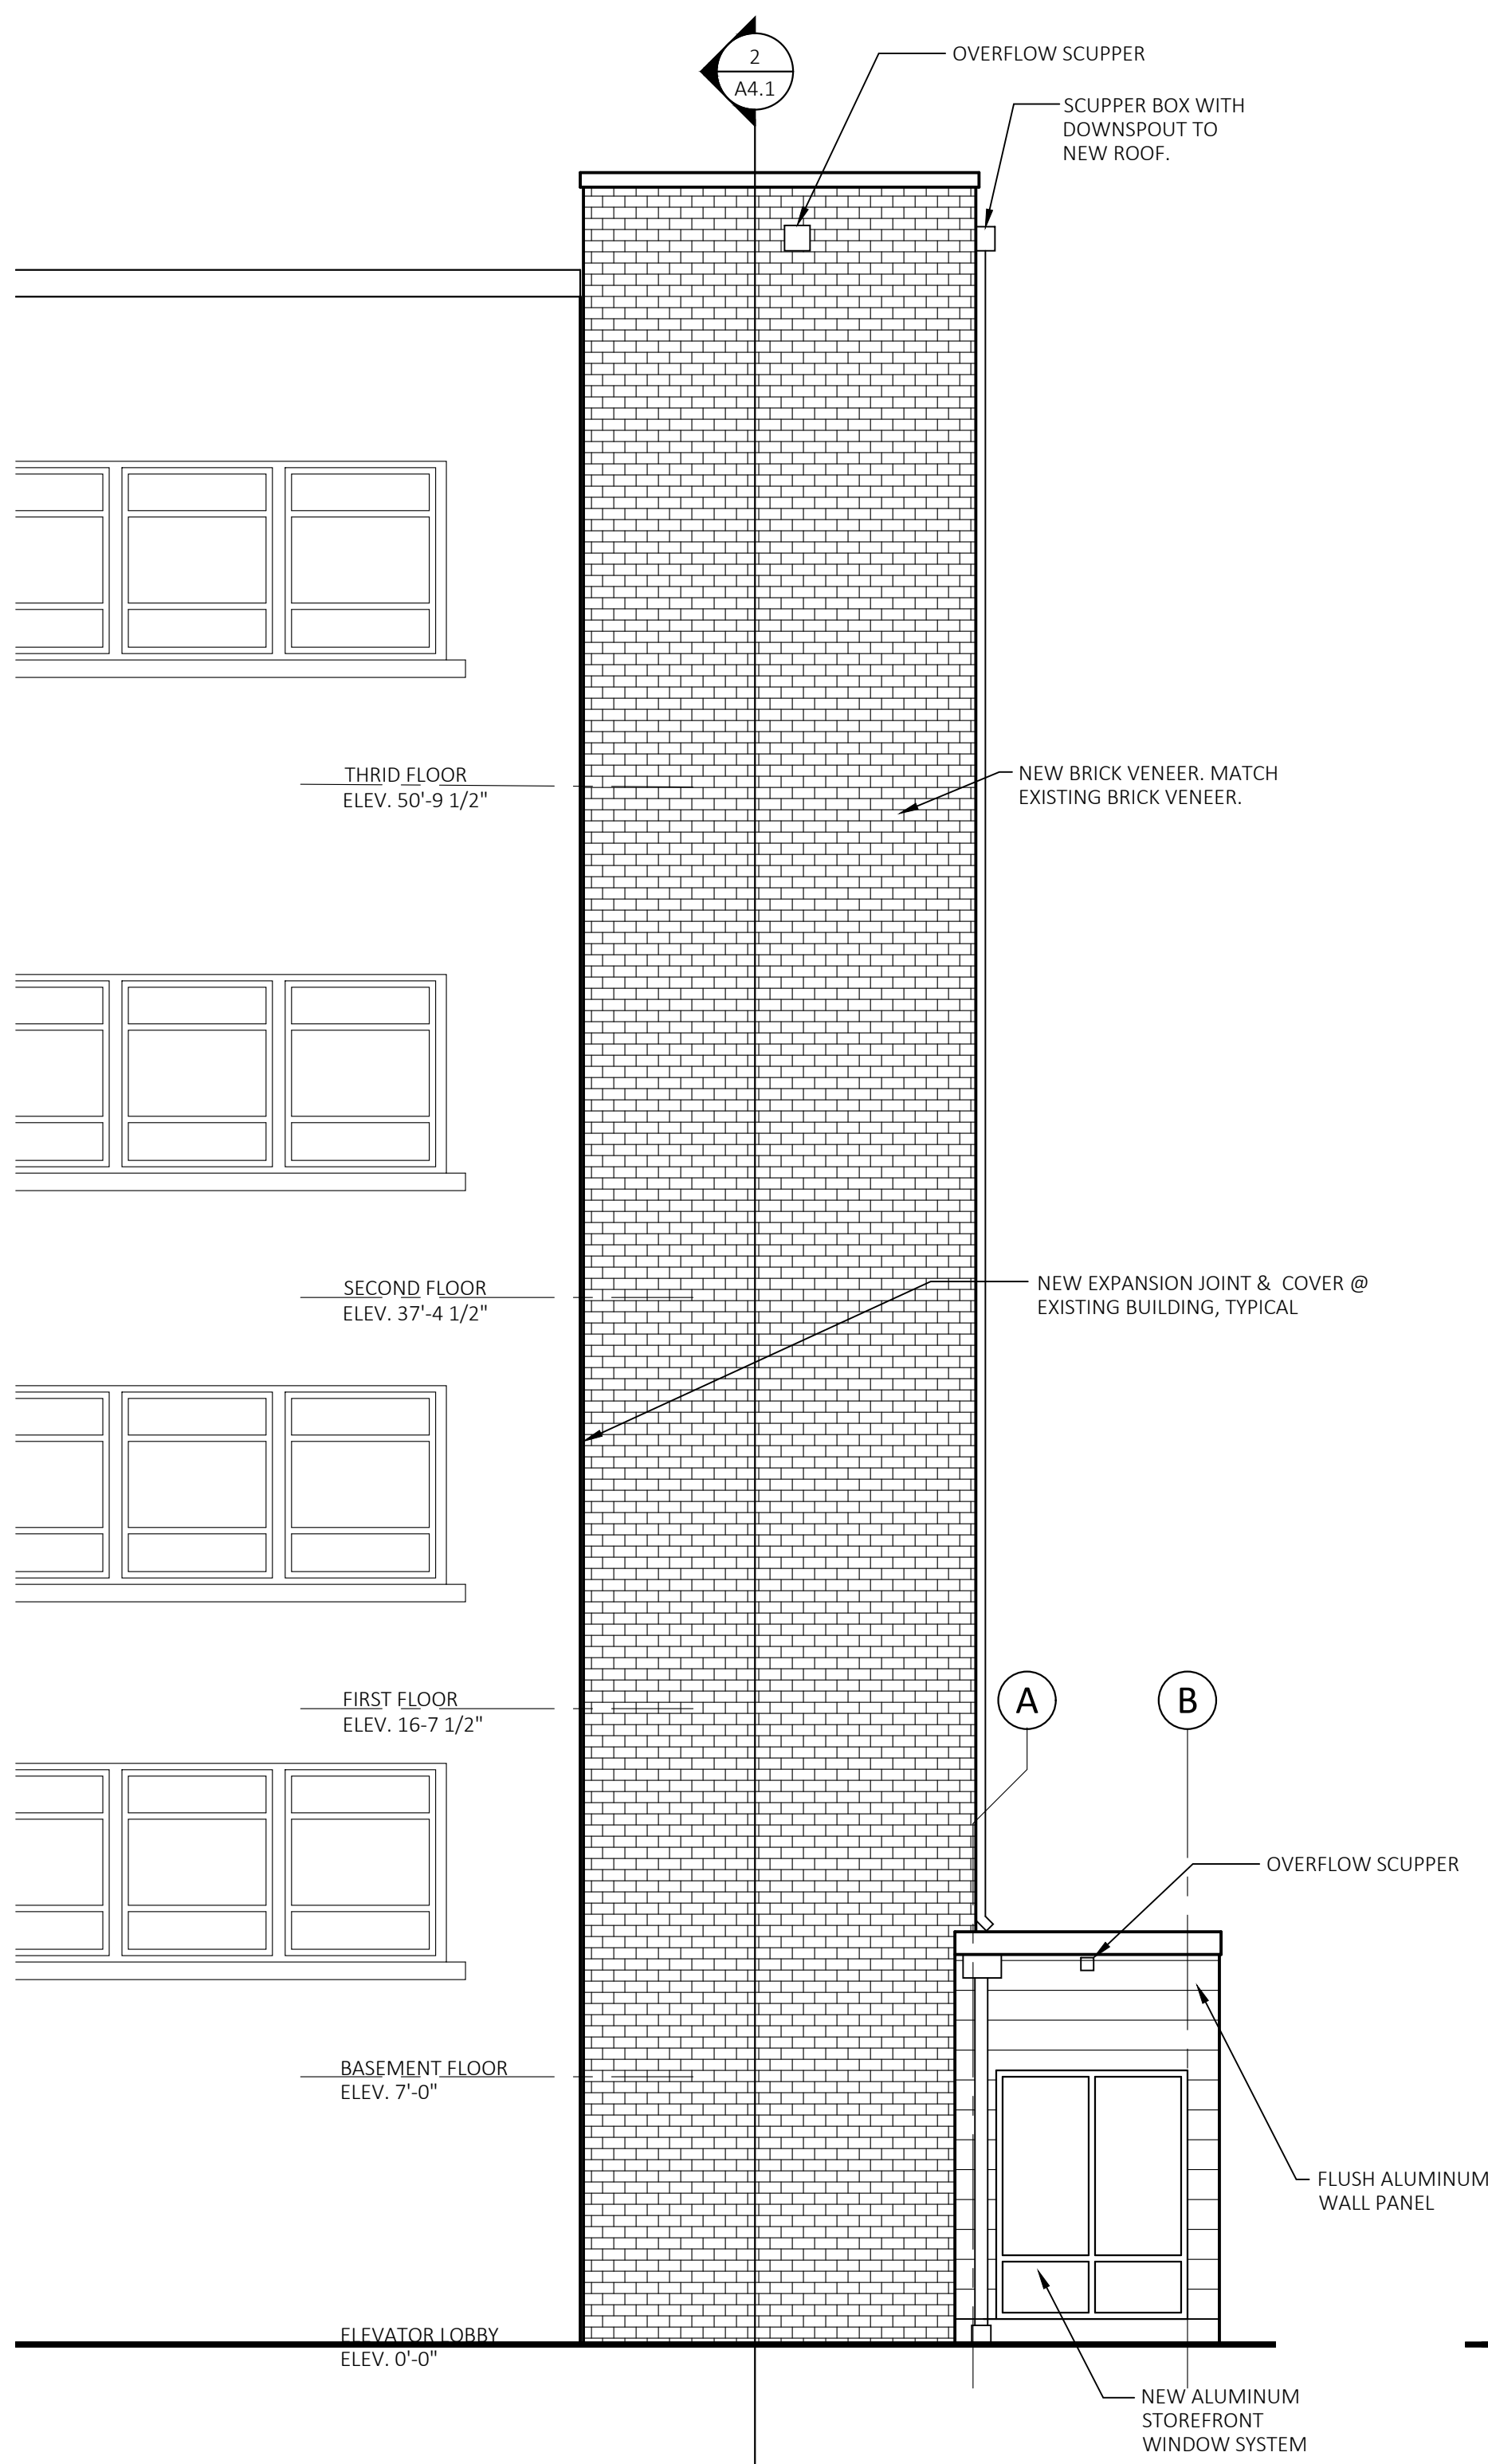 2
A4.1
OVERFLOW SCUPPER
SCUPPER BOX WITH
DOWNSPOUT TO
NEW ROOF.
THRID FLOOR
ELEV. 50'-9 1/2"
NEW BRICK VENEER. MATCH
EXISTING BRICK VENEER.
SECOND FLOOR
ELEV. 37'-4 1/2"
NEW EXPANSION JOINT & COVER @
EXISTING BUILDING, TYPICAL
FIRST FLOOR
ELEV. 16-7 1/2"
A
B
OVERFLOW SCUPPER
BASEMENT FLOOR
ELEV. 7'-0"
FLUSH ALUMINUM
WALL PANEL
ELEVATOR LOBBY
ELEV. 0'-0"
NEW ALUMINUM
STOREFRONT
WINDOW SYSTEM